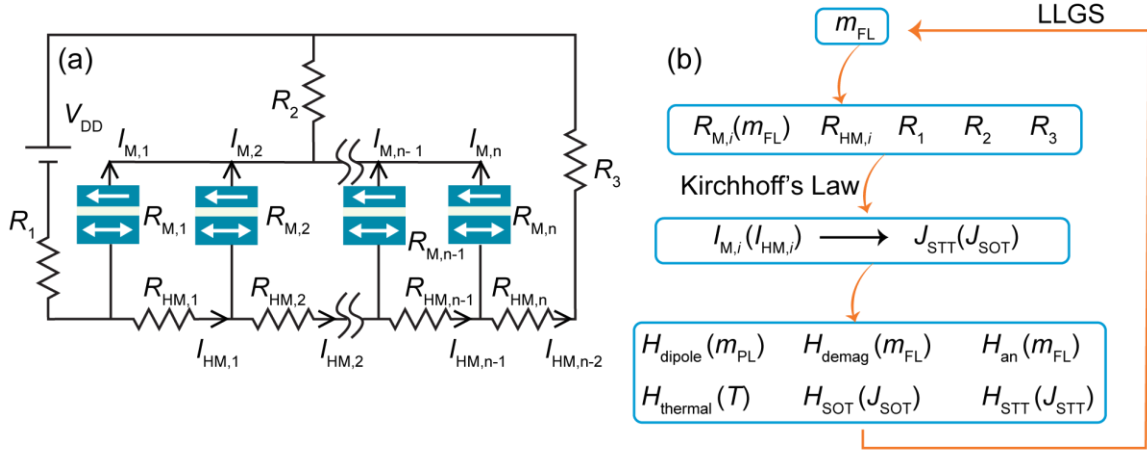 (a)
V_DD
R_2
I_M,1
I_M,2
I_M,n-1
I_M,n
R_3
R_1
R_M,1
R_M,2
R_M,n-1
R_M,n
R_HM,1
R_HM,2
R_HM,n-1
R_HM,n
I_HM,1
I_HM,2
I_HM,n-1
I_HM,n-2
(b)
m_FL
LLGS
R_M,i(m_FL) R_HM,i R_1 R_2 R_3
Kirchhoff's Law
I_M,i(I_HM,i) → J_STT(J_SOT)
H_dipole(m_PL) H_demag(m_FL) H_an(m_FL)
H_thermal(T) H_SOT(J_SOT) H_STT(J_STT)